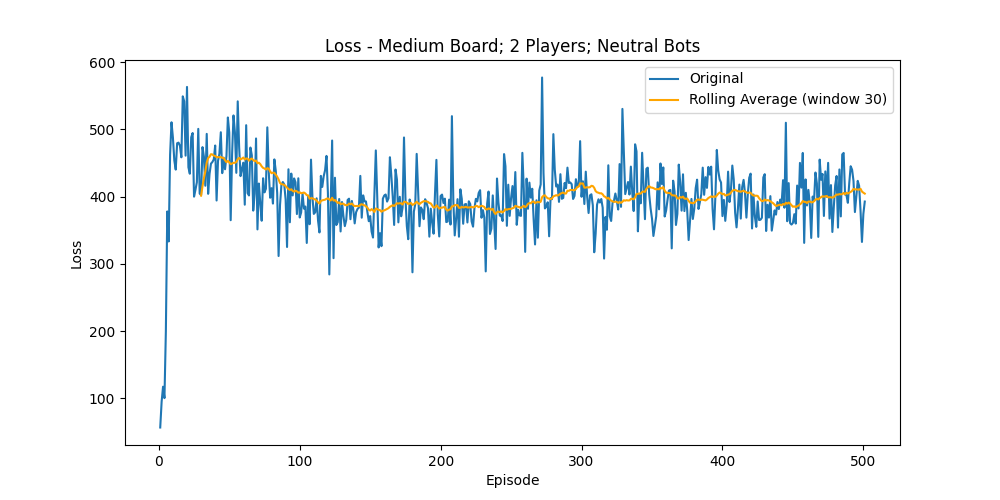 Loss - Medium Board; 2 Players; Neutral Bots
Original
Rolling Average (window 30)
600
500
400
300
200
100
Loss
0
100
200
300
400
500
Episode